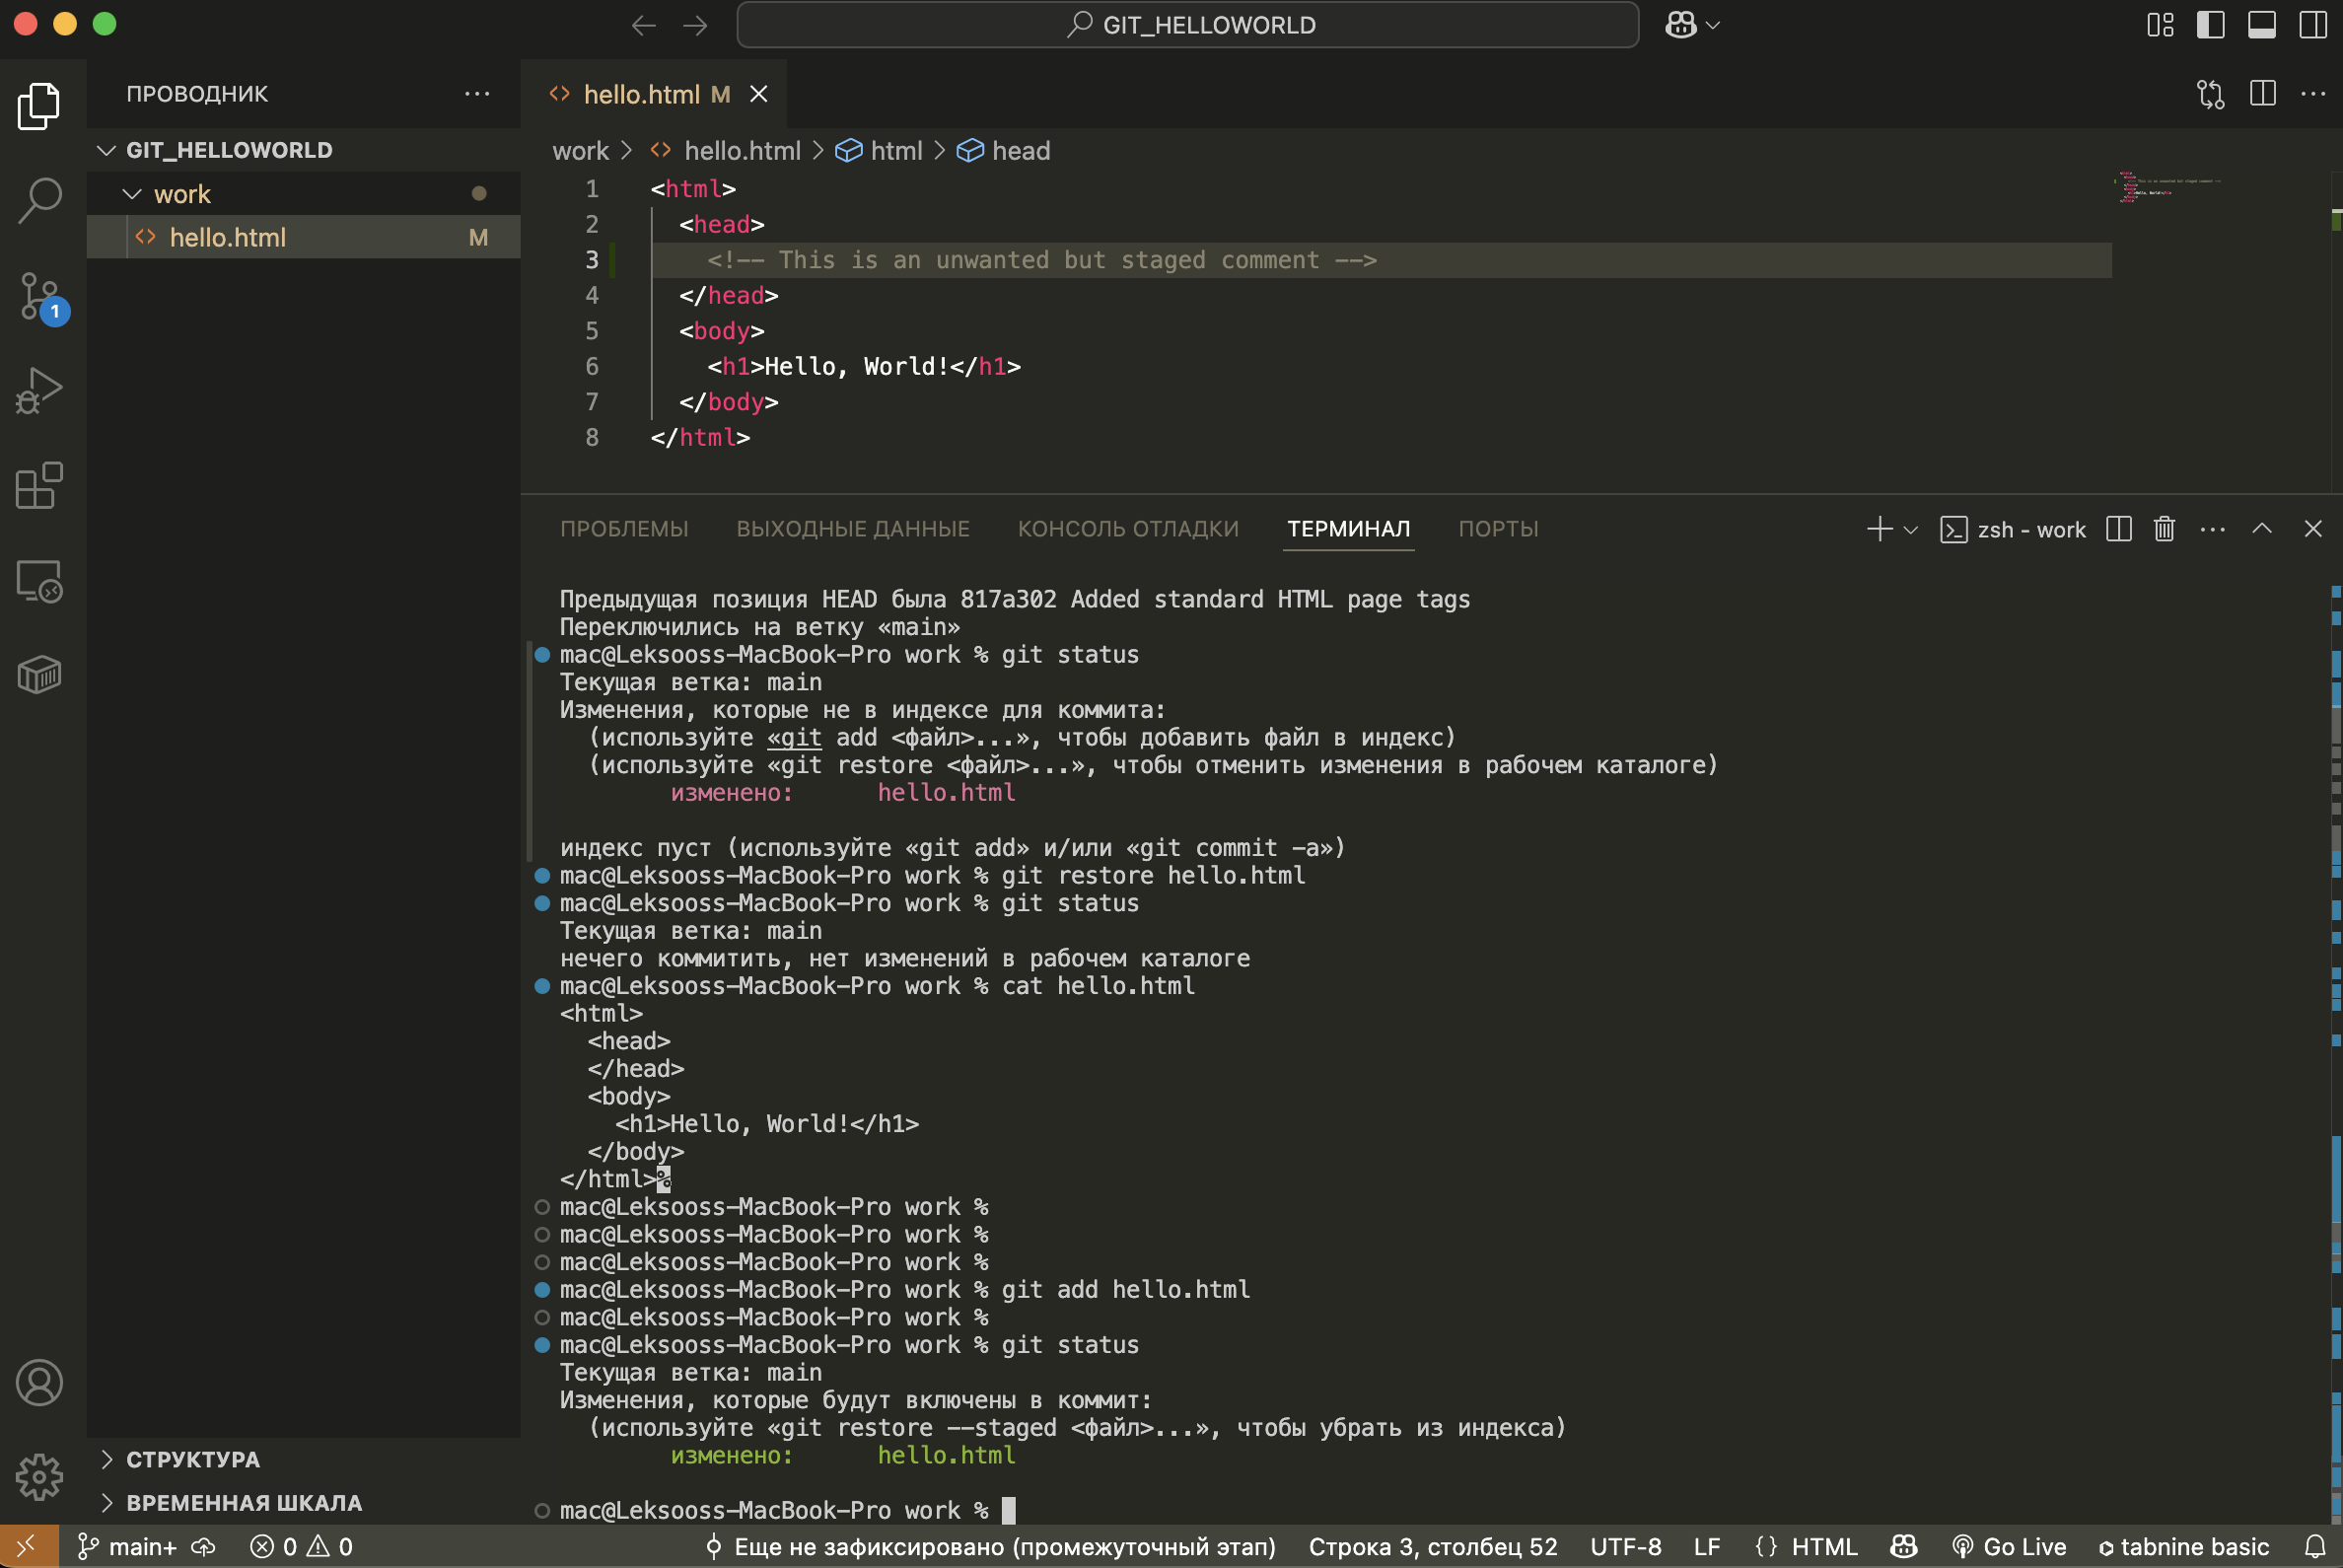 GIT_HELLOWORLD
ПРОВОДНИК
GIT_HELLOWORLD
work
hello.html M
1
СТРУКТУРА
ВРЕМЕННАЯ ШКАЛА
hello.html M
work > hello.html > html > head
1 <html>
2 <head>
3 <!-- This is an unwanted but staged comment -->
4 </head>
5 <body>
6 <h1>Hello, World!</h1>
7 </body>
8 </html>
ПРОБЛЕМЫ ВЫХОДНЫЕ ДАННЫЕ КОНСОЛЬ ОТЛАДКИ ТЕРМИНАЛ ПОРТЫ zsh - work
Предыдущая позиция HEAD была 817a302 Added standard HTML page tags
Переключились на ветку «main»
mac@Leksooss-MacBook-Pro work % git status
Текущая ветка: main
Изменения, которые не в индексе для коммита:
(используйте «git add <файл>...», чтобы добавить файл в индекс)
(используйте «git restore <файл>...», чтобы отменить изменения в рабочем каталоге)
изменено: hello.html
индекс пуст (используйте «git add» и/или «git commit -a»)
mac@Leksooss-MacBook-Pro work % git restore hello.html
mac@Leksooss-MacBook-Pro work % git status
Текущая ветка: main
нечего коммитить, нет изменений в рабочем каталоге
mac@Leksooss-MacBook-Pro work % cat hello.html
<html>
<head>
</head>
<body>
<h1>Hello, World!</h1>
</body>
</html>%
mac@Leksooss-MacBook-Pro work %
mac@Leksooss-MacBook-Pro work %
mac@Leksooss-MacBook-Pro work %
mac@Leksooss-MacBook-Pro work % git add hello.html
mac@Leksooss-MacBook-Pro work %
mac@Leksooss-MacBook-Pro work % git status
Текущая ветка: main
Изменения, которые будут включены в коммит:
(используйте «git restore --staged <файл>...», чтобы убрать из индекса)
изменено: hello.html
mac@Leksooss-MacBook-Pro work %
main+ 0 0 Еще не зафиксировано (промежуточный этап) Строка 3, столбец 52 UTF-8 LF {} HTML Go Live tabnine basic